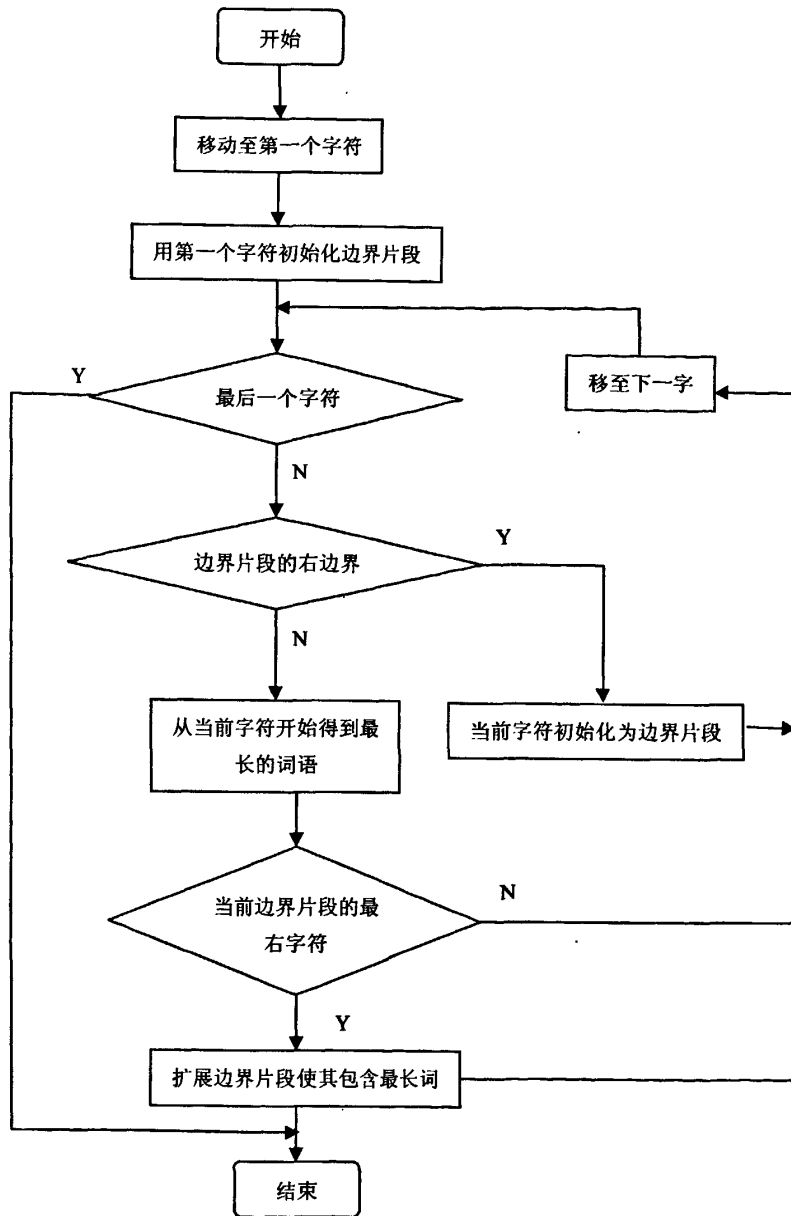 开始
移动至第一个字符
用第一个字符初始化边界片段
Y
最后一个字符
移至下一字
N
边界片段的右边界
Y
N
从当前字符开始得到最
长的词语
当前字符初始化为边界片段
当前边界片段的最
右字符
N
Y
扩展边界片段使其包含最长词
结束